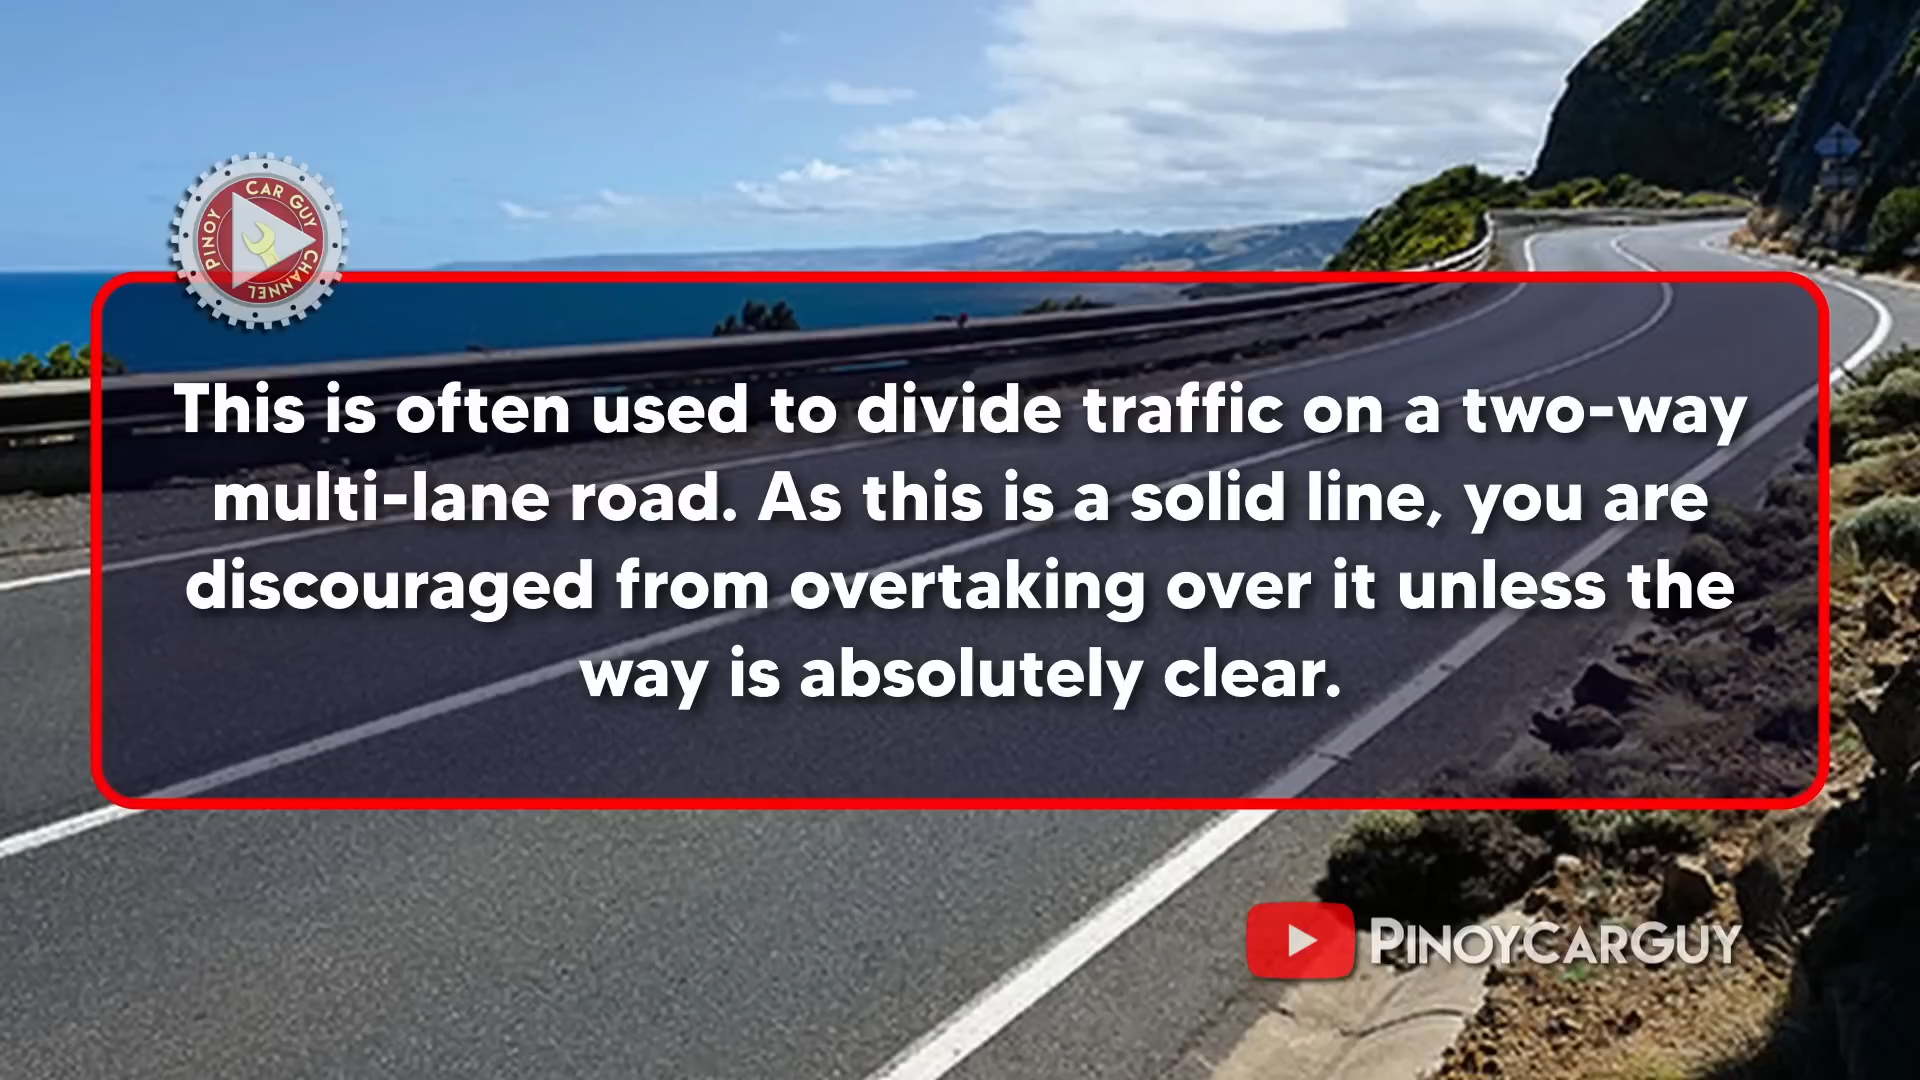 PINOY CAR GUY CHANNEL
This is often used to divide traffic on a two-way
multi-lane road. As this is a solid line, you are
discouraged from overtaking over it unless the
way is absolutely clear.
PINOYCARGUY